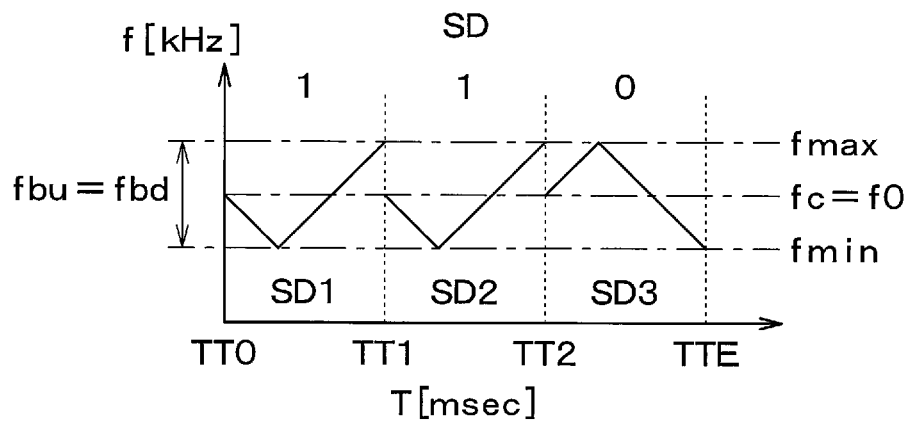 SD
f[kHz]
1 1 0
fmax
fbu=fbd
fc=f0
fmin
SD1 SD2 SD3
TT0 TT1 TT2 TTE
T[msec]